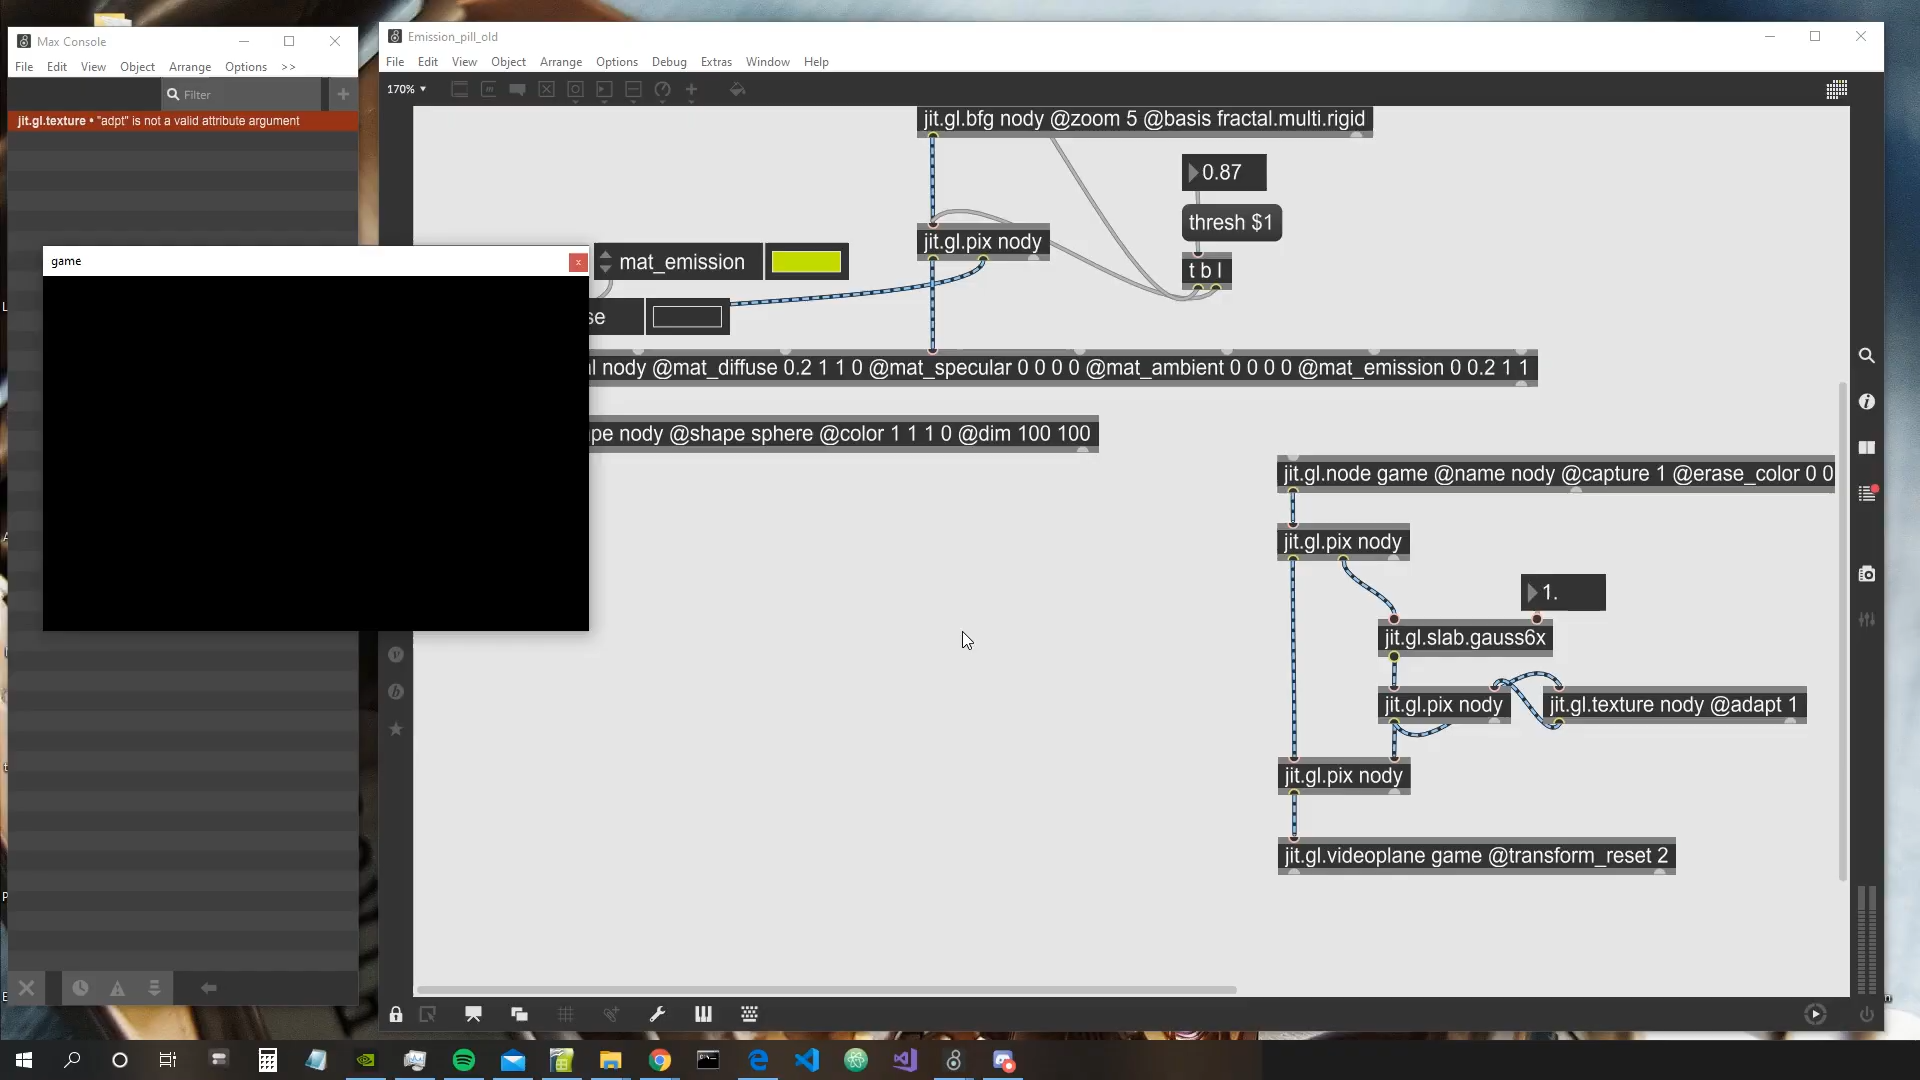 Max Console
File Edit View Object Arrange Options >>
Filter
jit.gl.texture • "adpt" is not a valid attribute argument
Emission_pill_old
File Edit View Object Arrange Options Debug Extras Window Help
170%
jit.gl.bfg nody @zoom 5 @basis fractal.multi.rigid
0.87
thresh $1
t b l
jit.gl.pix nody
game
x
mat_emission
se
l nody @mat_diffuse 0.2 1 1 0 @mat_specular 0 0 0 0 @mat_ambient 0 0 0 0 @mat_emission 0 0.2 1 1
pe nody @shape sphere @color 1 1 1 0 @dim 100 100
jit.gl.node game @name nody @capture 1 @erase_color 0 0
jit.gl.pix nody
1.
jit.gl.slab.gauss6x
jit.gl.pix nody
jit.gl.texture nody @adapt 1
jit.gl.pix nody
jit.gl.videoplane game @transform_reset 2